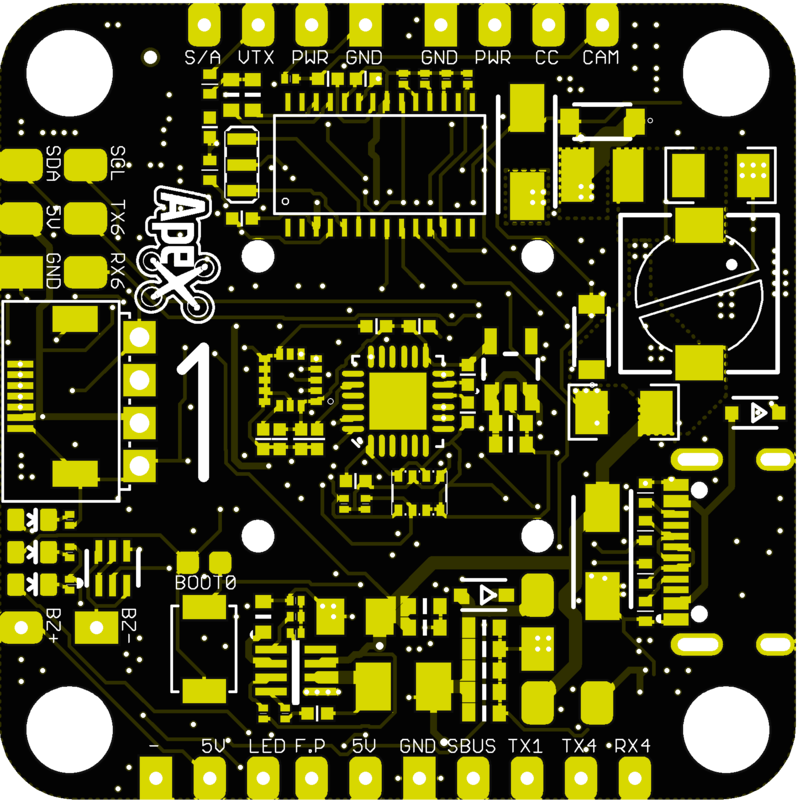 S/A VTX PWR GND GND PWR CC CAM
SDA SCL
5V TX6
GND RX6
ApeX
1
BOOT0
BZ+ BZ-
- 5V LED F.P 5V GND SBUS TX1 TX4 RX4